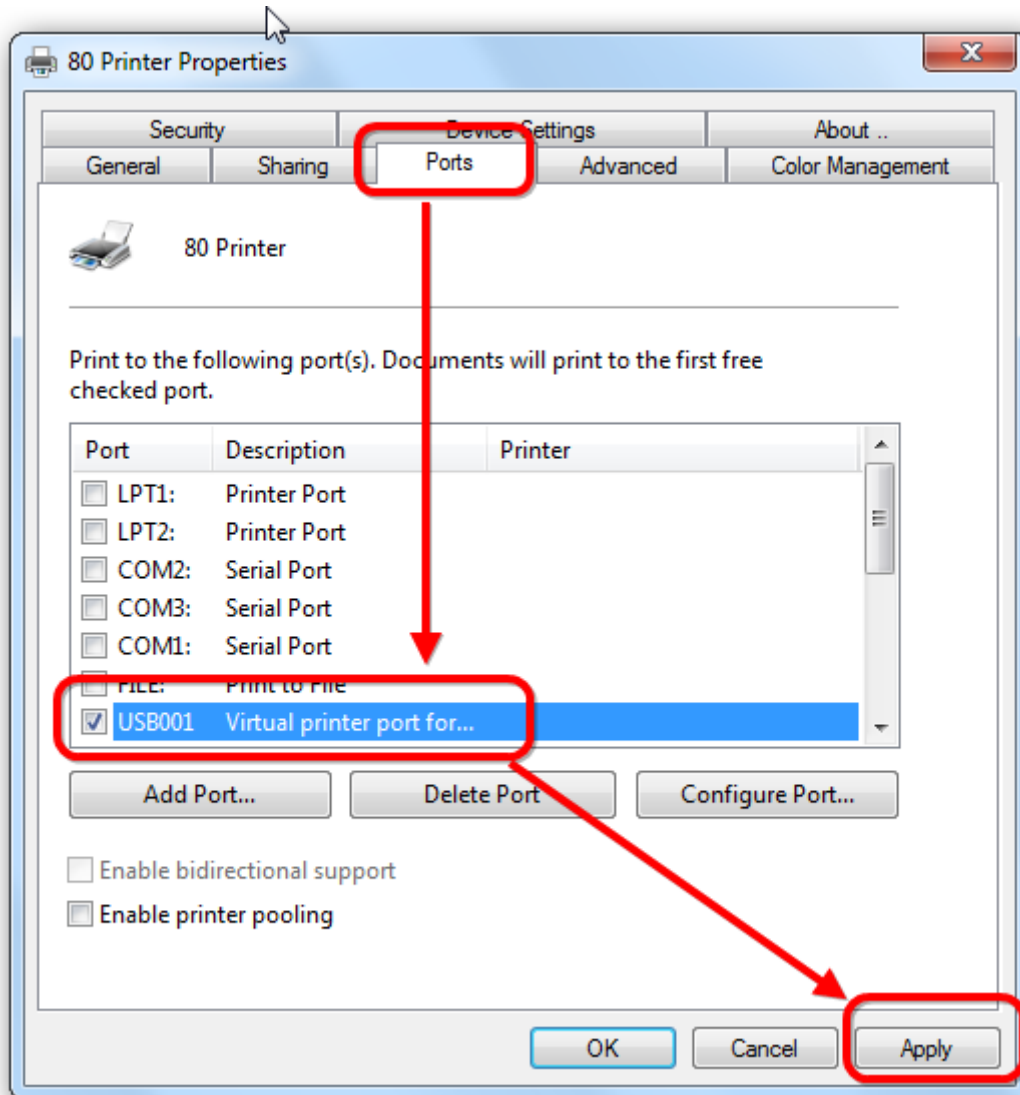 80 Printer Properties
Security Device Settings About ..
General Sharing Ports Advanced Color Management
80 Printer
Print to the following port(s). Documents will print to the first free
checked port.
Port Description Printer
LPT1: Printer Port
LPT2: Printer Port
COM2: Serial Port
COM3: Serial Port
COM1: Serial Port
FILE: Print to File
USB001 Virtual printer port for...
Add Port... Delete Port Configure Port...
Enable bidirectional support
Enable printer pooling
OK Cancel Apply